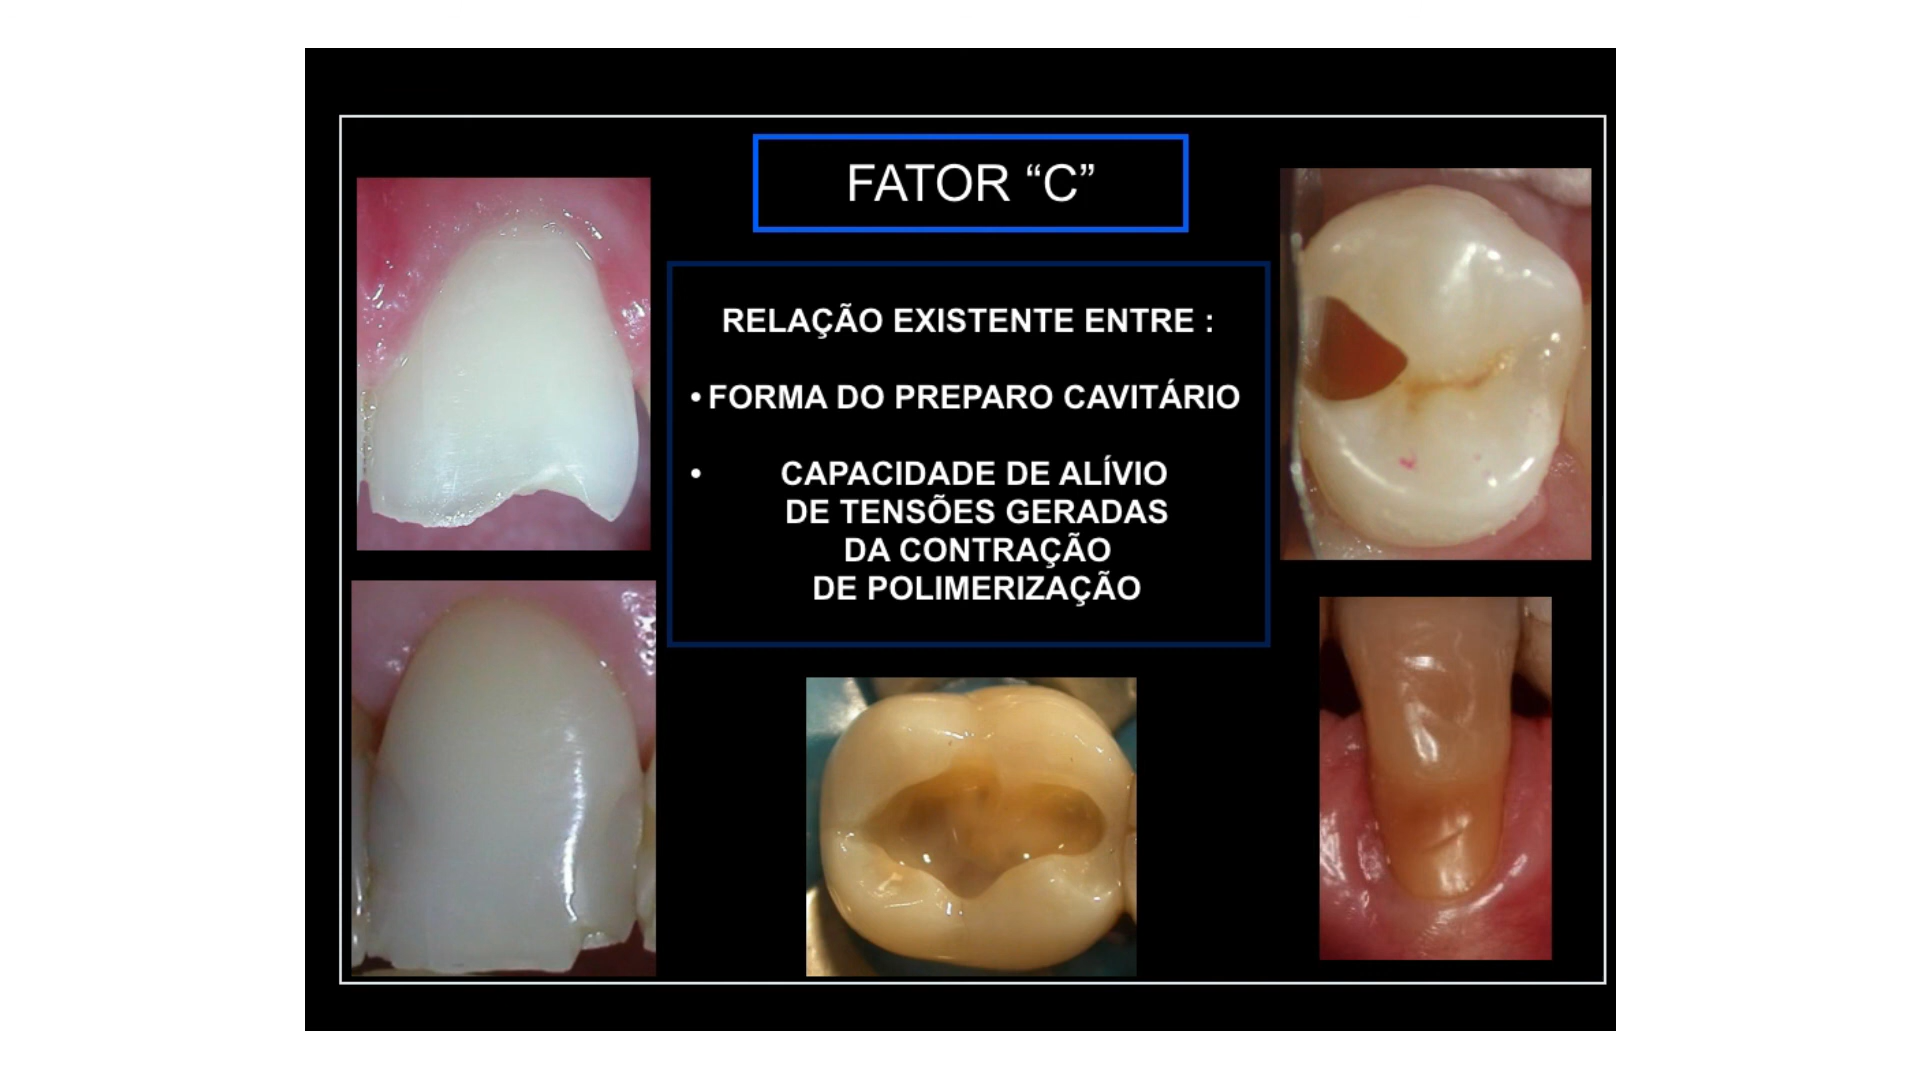 FATOR “C”
RELAÇÃO EXISTENTE ENTRE :
• FORMA DO PREPARO CAVITÁRIO
• CAPACIDADE DE ALÍVIO
DE TENSÕES GERADAS
DA CONTRAÇÃO
DE POLIMERIZAÇÃO